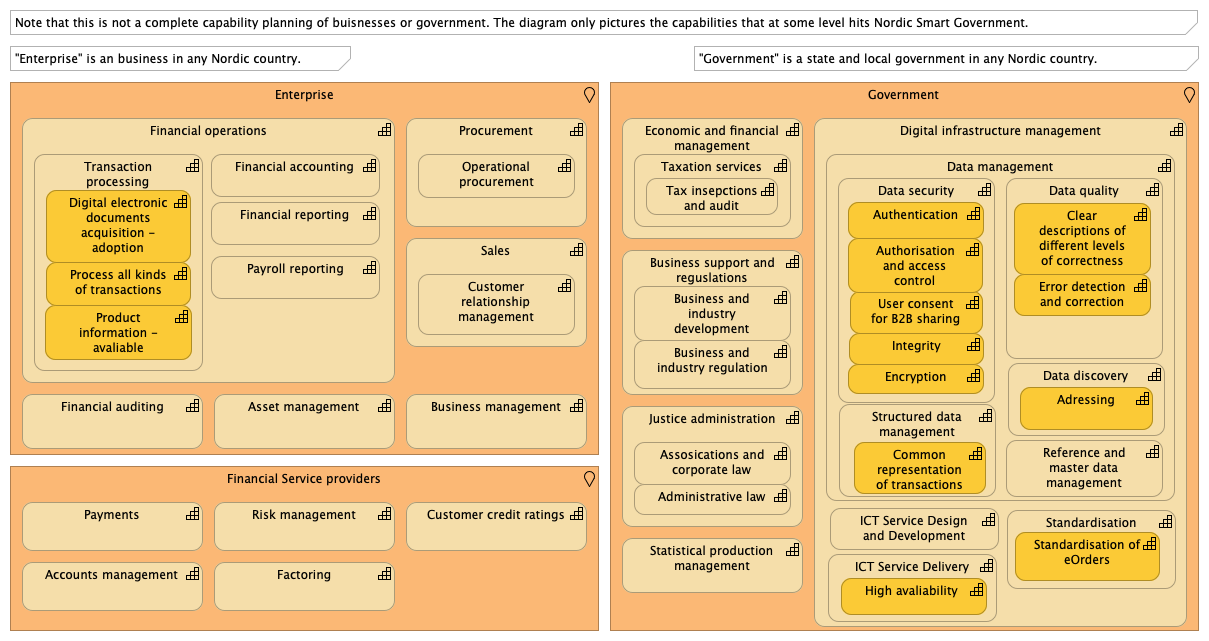 Note that this is not a complete capability planning of buisnesses or government. The diagram only pictures the capabilities that at some level hits Nordic Smart Government.
"Enterprise" is an business in any Nordic country.
"Government" is a state and local government in any Nordic country.
Enterprise
Financial operations
Transaction
processing
Digital electronic
documents
acquisition –
adoption
Process all kinds
of transactions
Product
information –
avaliable
Financial accounting
Financial reporting
Payroll reporting
Procurement
Operational
procurement
Sales
Customer
relationship
management
Financial auditing
Asset management
Business management
Financial Service providers
Payments
Risk management
Customer credit ratings
Accounts management
Factoring
Government
Economic and financial
management
Taxation services
Tax insepctions
and audit
Business support and
reguslations
Business and
industry
development
Business and
industry regulation
Justice administration
Assosications and
corporate law
Administrative law
Statistical production
management
Digital infrastructure management
Data management
Data security
Authentication
Authorisation
and access
control
User consent
for B2B sharing
Integrity
Encryption
Structured data
management
Common
representation
of transactions
Data quality
Clear
descriptions of
different levels
of correctness
Error detection
and correction
Data discovery
Adressing
Reference and
master data
management
ICT Service Design
and Development
ICT Service Delivery
High avaliability
Standardisation
Standardisation of
eOrders